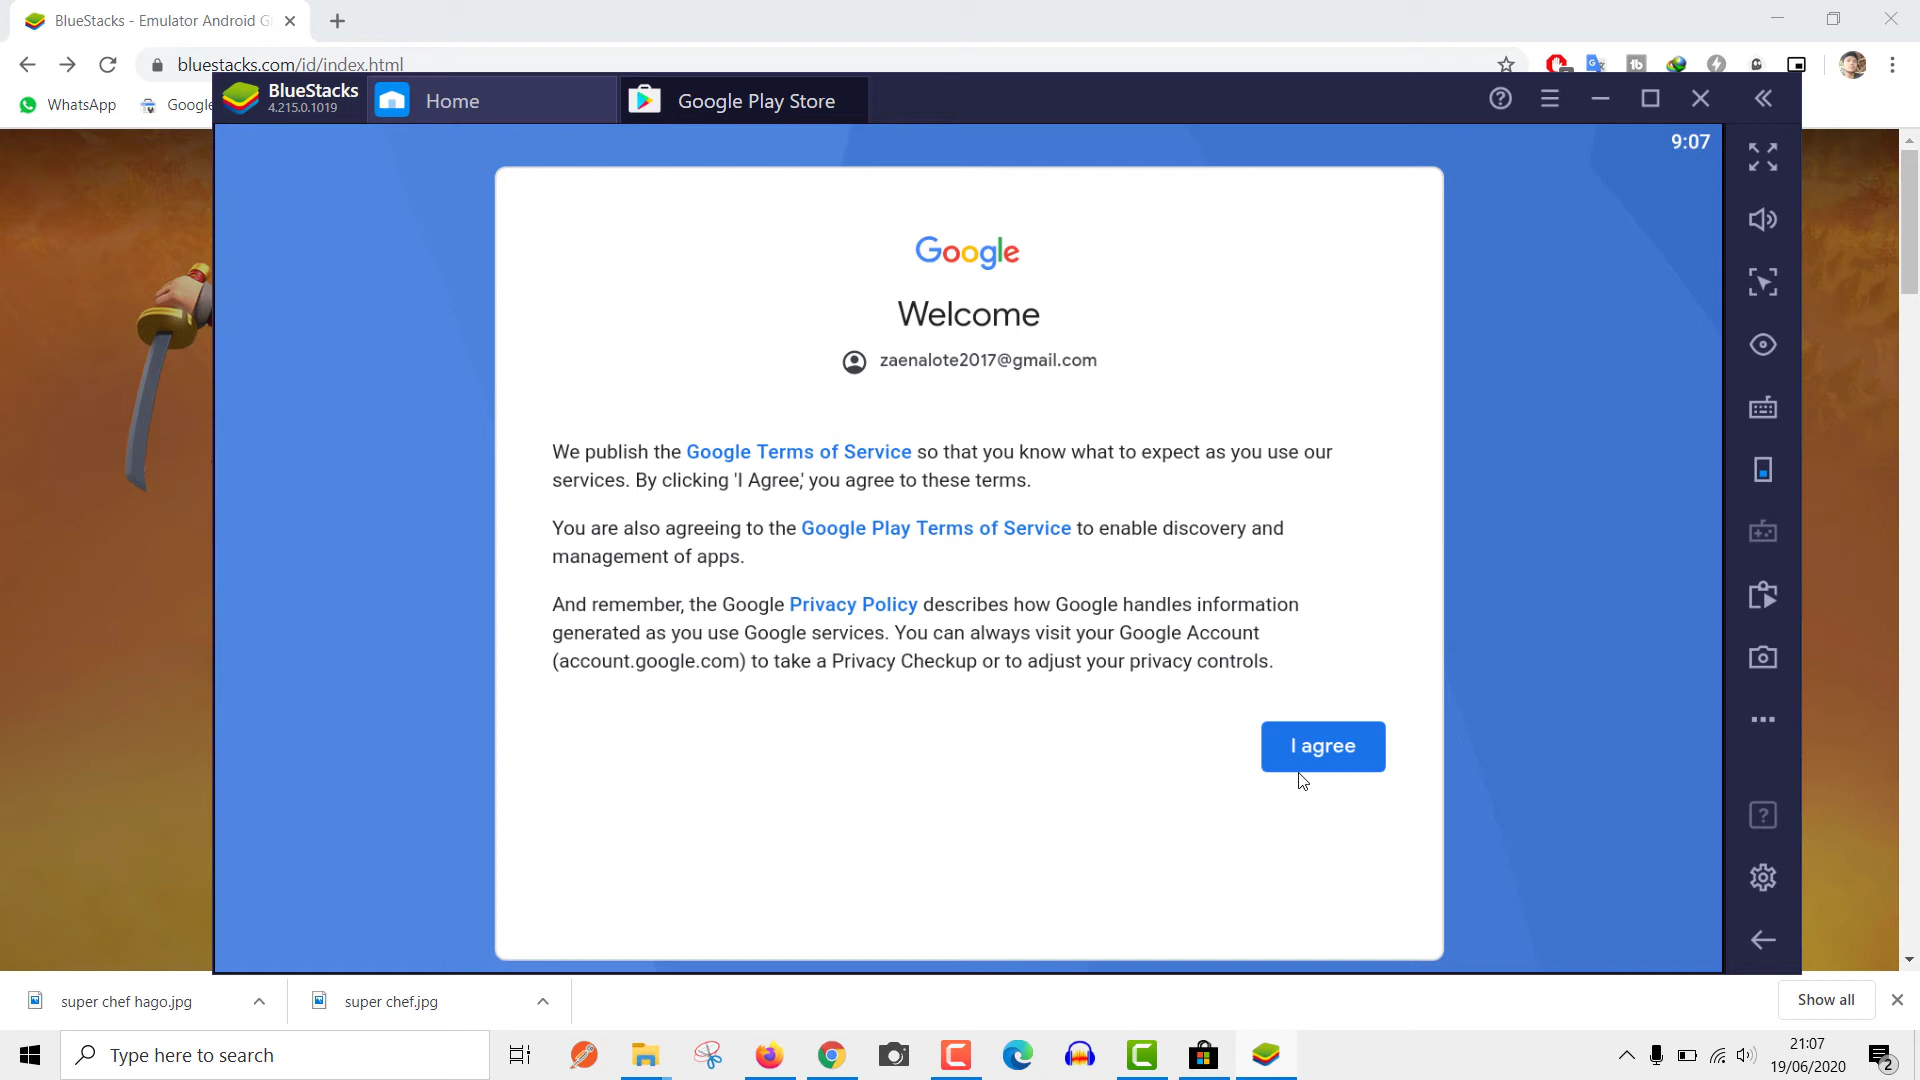 BlueStacks - Emulator Android G
bluestacks.com/id/index.html
WhatsApp
Google
BlueStacks
4.215.0.1019
Home
Google Play Store
9:07
Google
Welcome
zaenalote2017@gmail.com
We publish the Google Terms of Service so that you know what to expect as you use our
services. By clicking 'I Agree,' you agree to these terms.
You are also agreeing to the Google Play Terms of Service to enable discovery and
management of apps.
And remember, the Google Privacy Policy describes how Google handles information
generated as you use Google services. You can always visit your Google Account
(account.google.com) to take a Privacy Checkup or to adjust your privacy controls.
I agree
super chef hago.jpg
super chef.jpg
Show all
Type here to search
21:07
19/06/2020
2